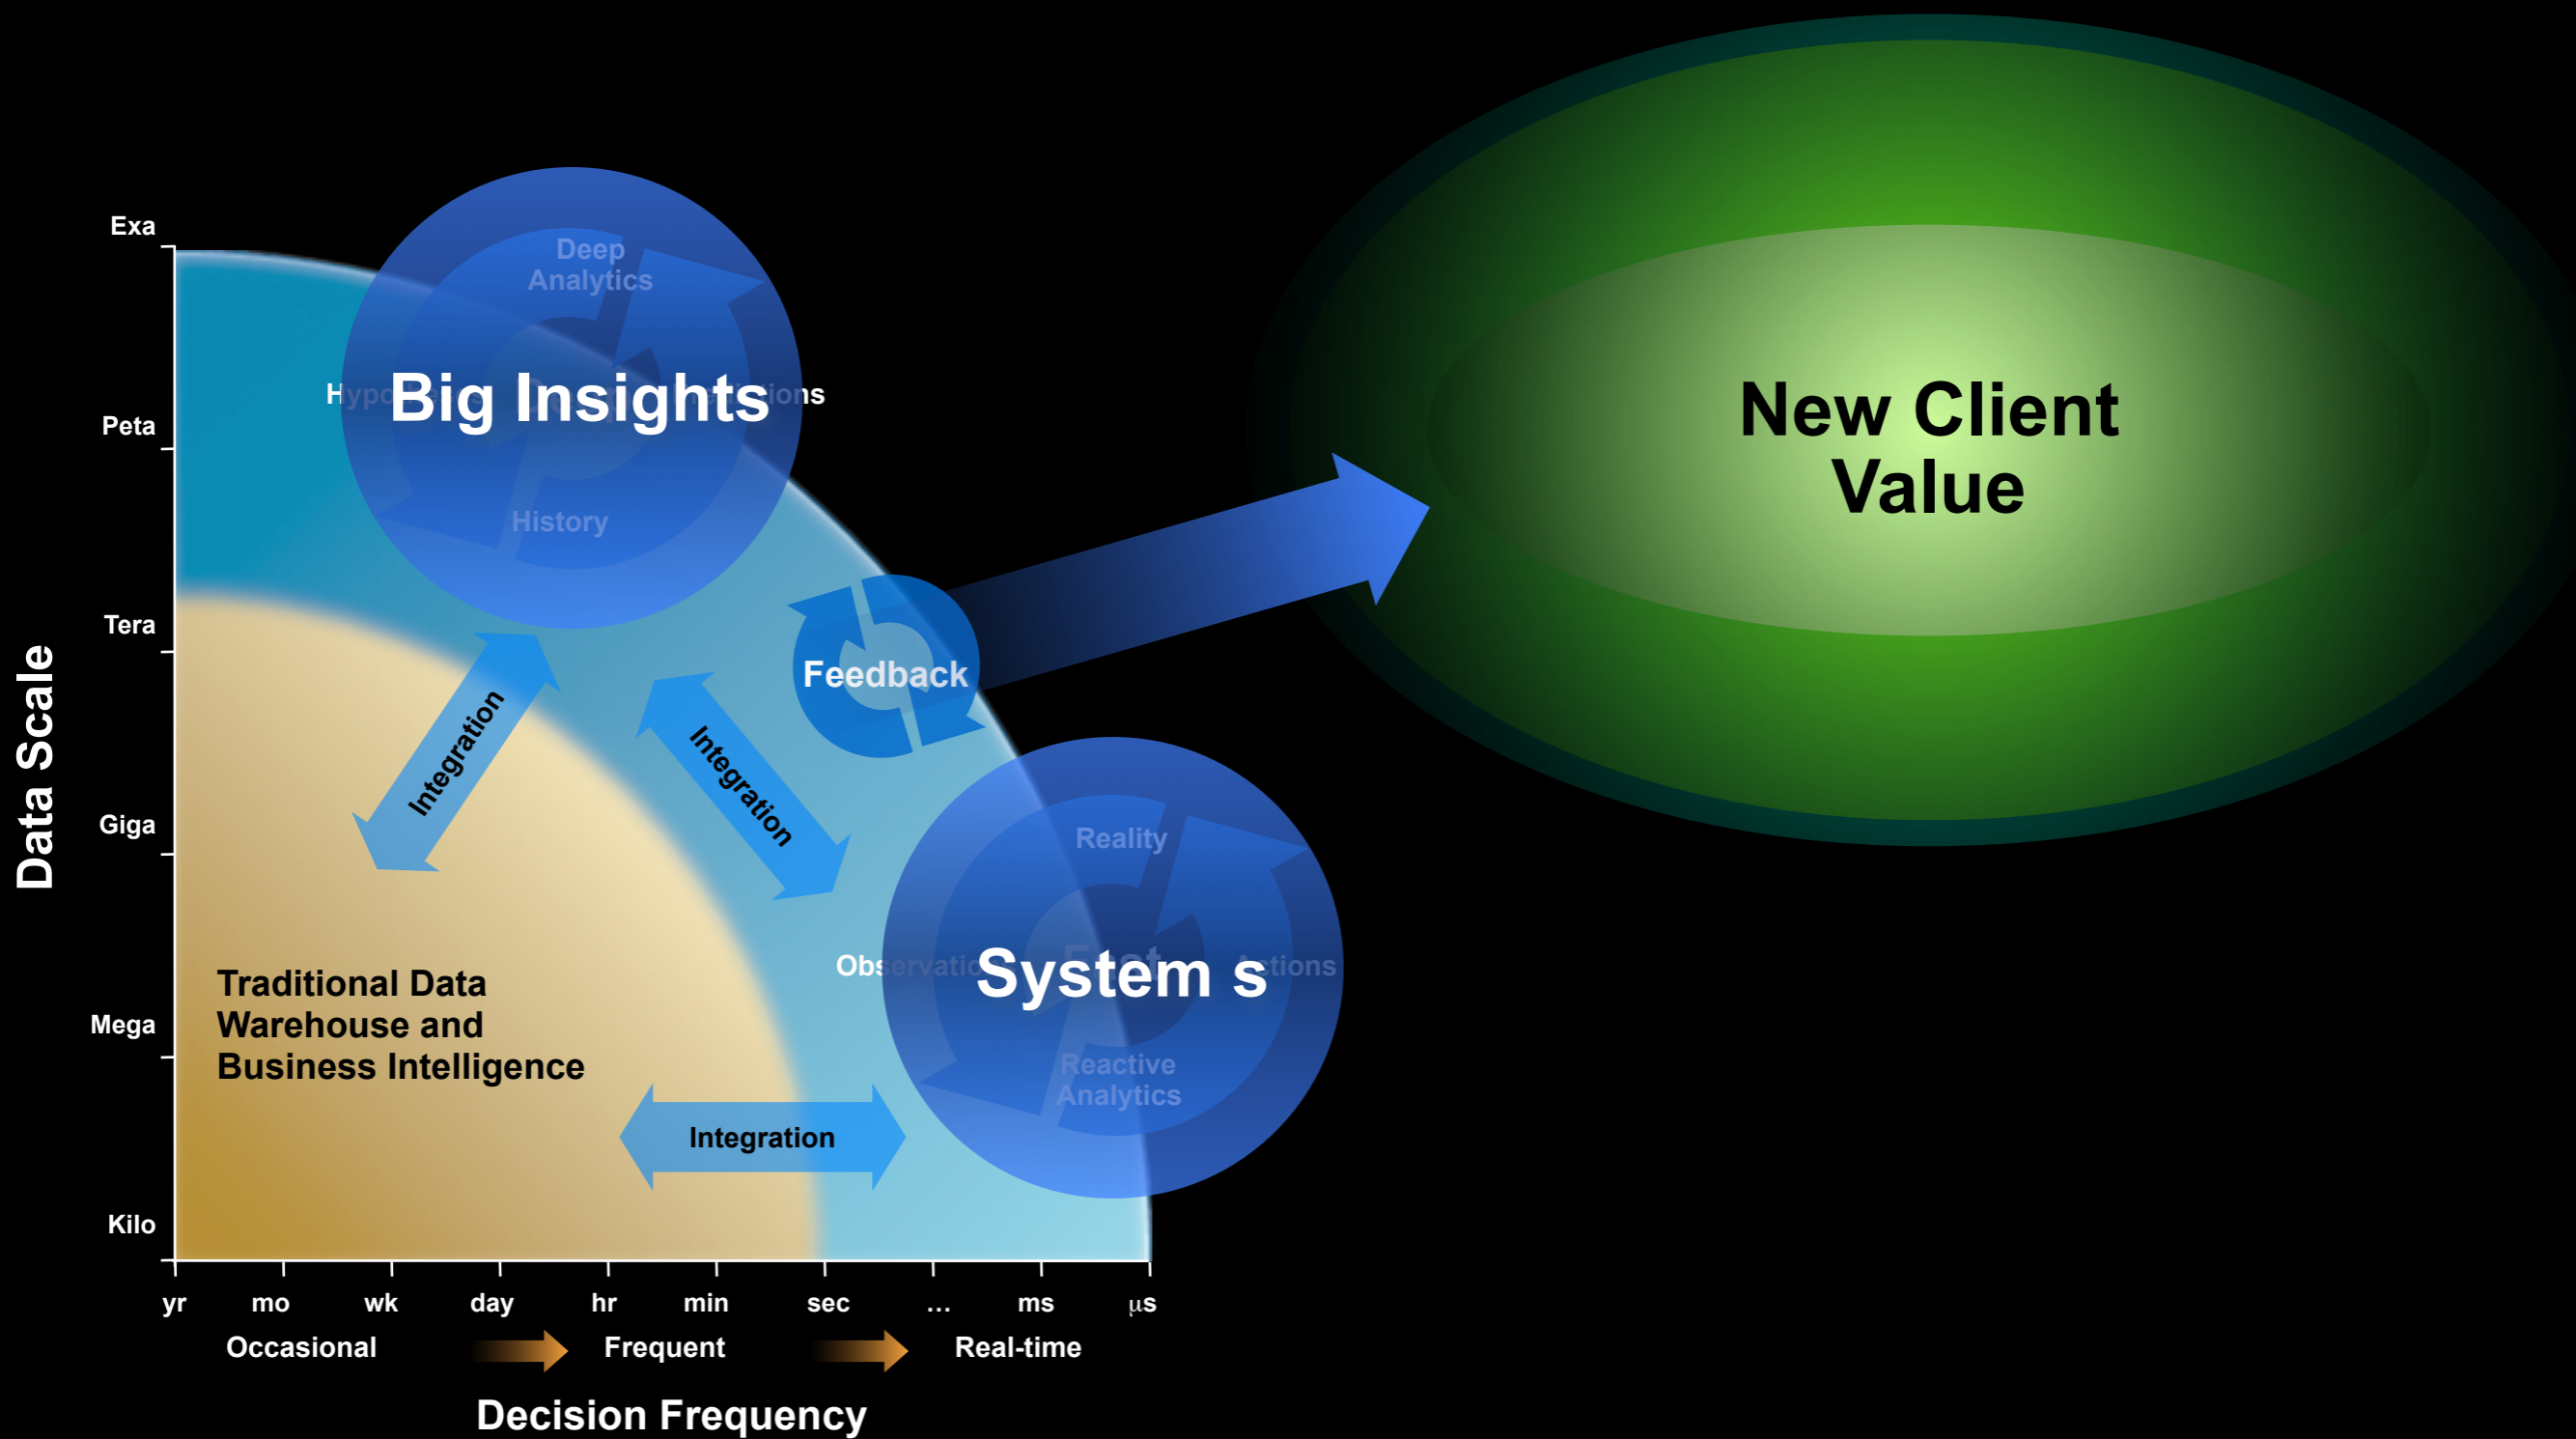 Exa
Peta
Tera
Giga
Mega
Kilo
Data Scale
Deep
Analytics
Big Insights
History
Feedback
Integration
Integration
Integration
Traditional Data
Warehouse and
Business Intelligence
Reality
Actions
System s
Reactive
Analytics
yr mo wk day hr min sec … ms μs
Occasional Frequent Real-time
Decision Frequency
New Client
Value